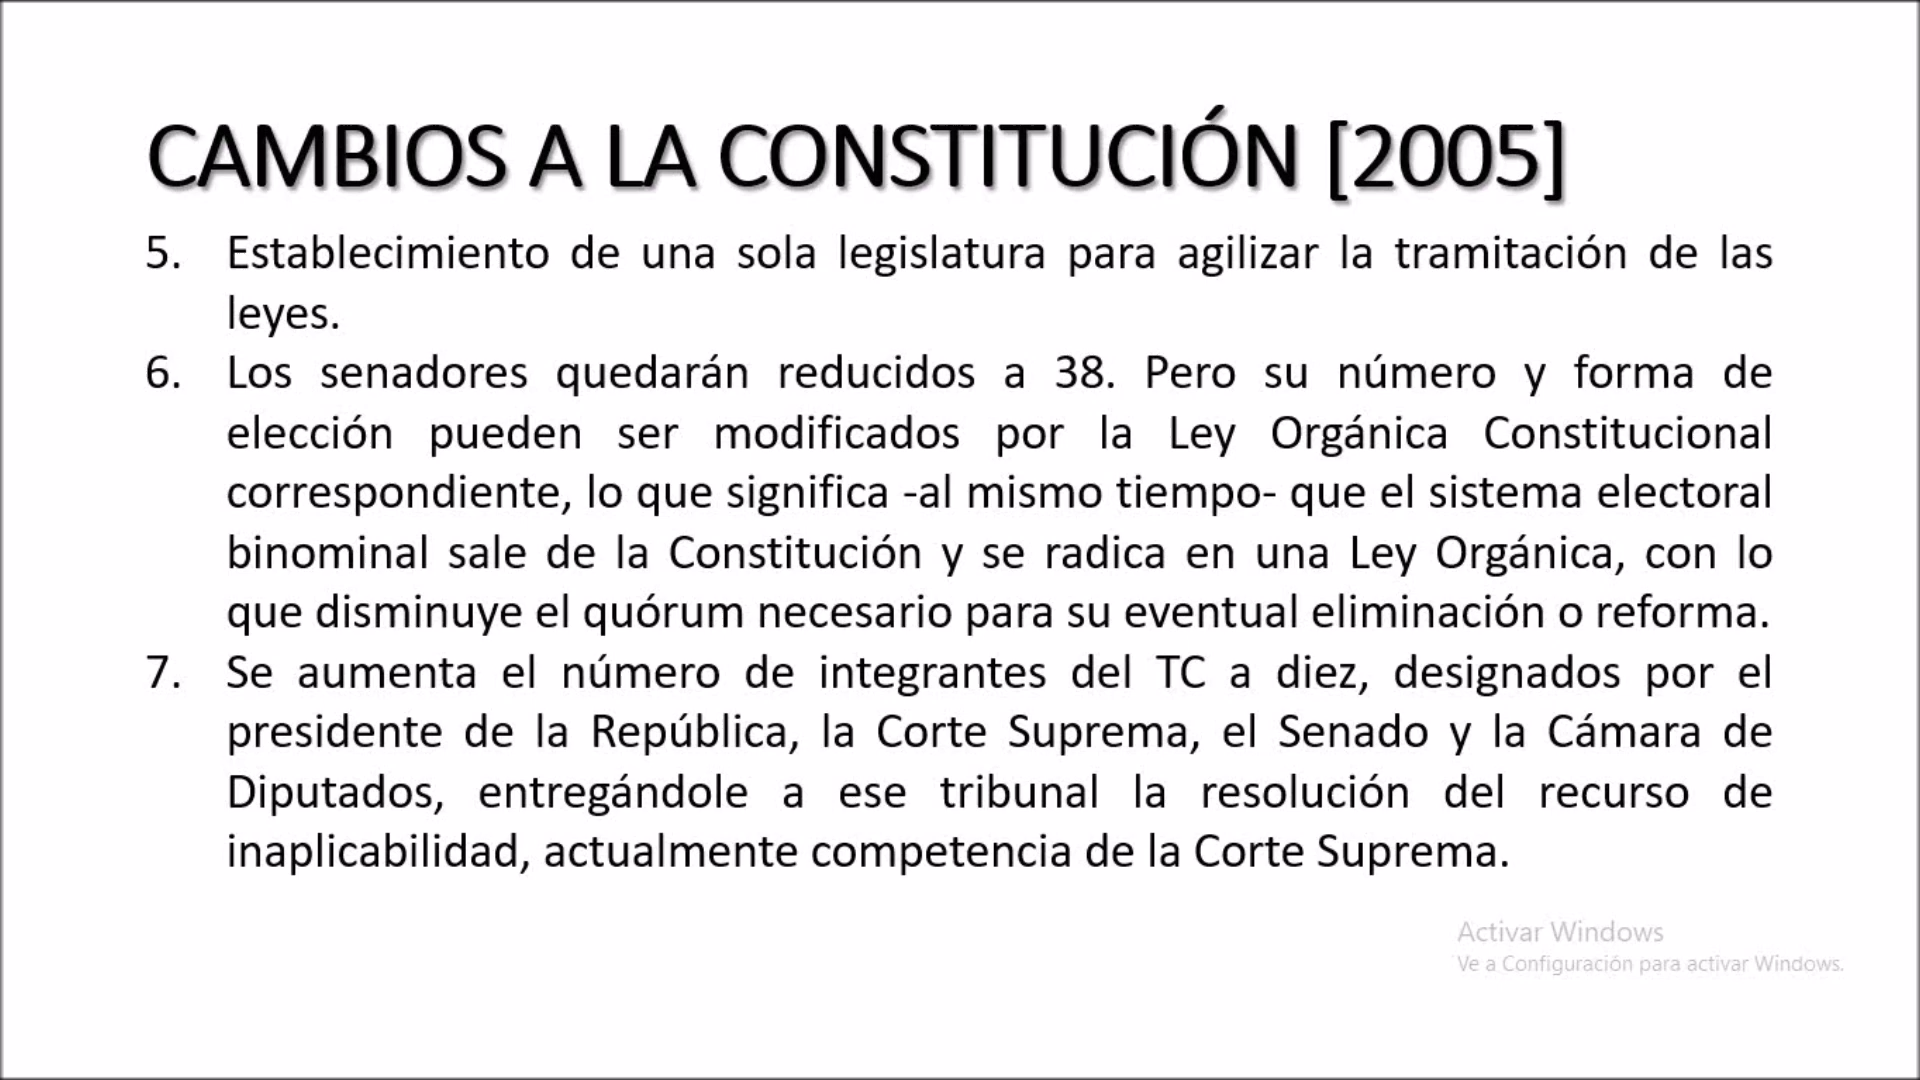 CAMBIOS A LA CONSTITUCIÓN [2005]
5. Establecimiento de una sola legislatura para agilizar la tramitación de las
leyes.
6. Los senadores quedarán reducidos a 38. Pero su número y forma de
elección pueden ser modificados por la Ley Orgánica Constitucional
correspondiente, lo que significa -al mismo tiempo- que el sistema electoral
binominal sale de la Constitución y se radica en una Ley Orgánica, con lo
que disminuye el quórum necesario para su eventual eliminación o reforma.
7. Se aumenta el número de integrantes del TC a diez, designados por el
presidente de la República, la Corte Suprema, el Senado y la Cámara de
Diputados, entregándole a ese tribunal la resolución del recurso de
inaplicabilidad, actualmente competencia de la Corte Suprema.
Activar Windows
Ve a Configuración para activar Windows.